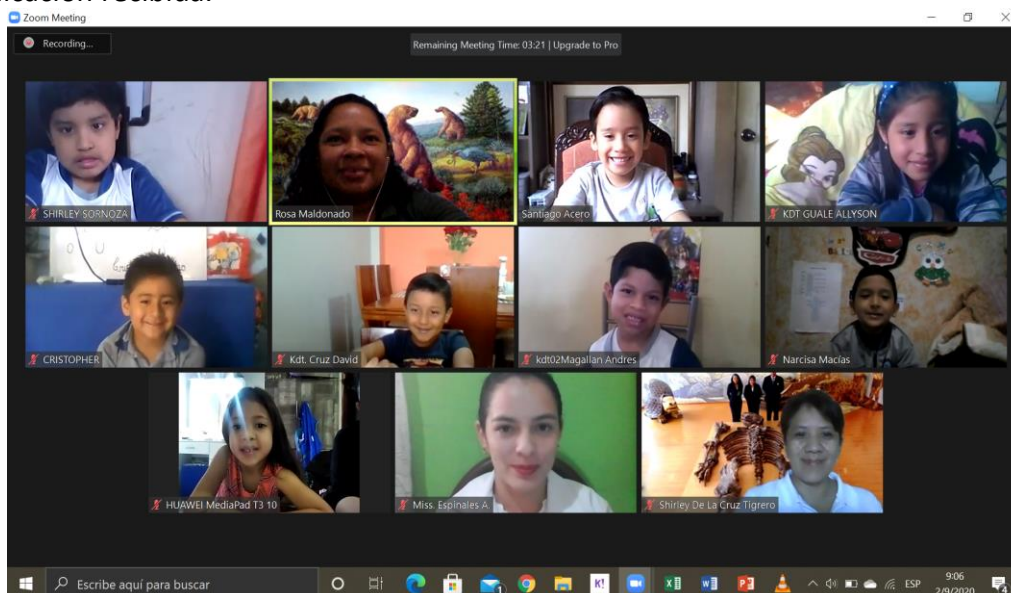 Zoom Meeting
Recording...
Remaining Meeting Time: 03:21 | Upgrade to Pro
SHIRLEY SORNOZA
Rosa Maldonado
Santiago Acero
KDT GUALE ALLYSON
CRISTOPHER
Kdt. Cruz David
kdt02Magallan Andres
Narcisa Macías
HUAWEI MediaPad T3 10
Miss. Espinales A
Shirley De La Cruz Tigrero
Escribe aquí para buscar
ESP
9:06
2/9/2020